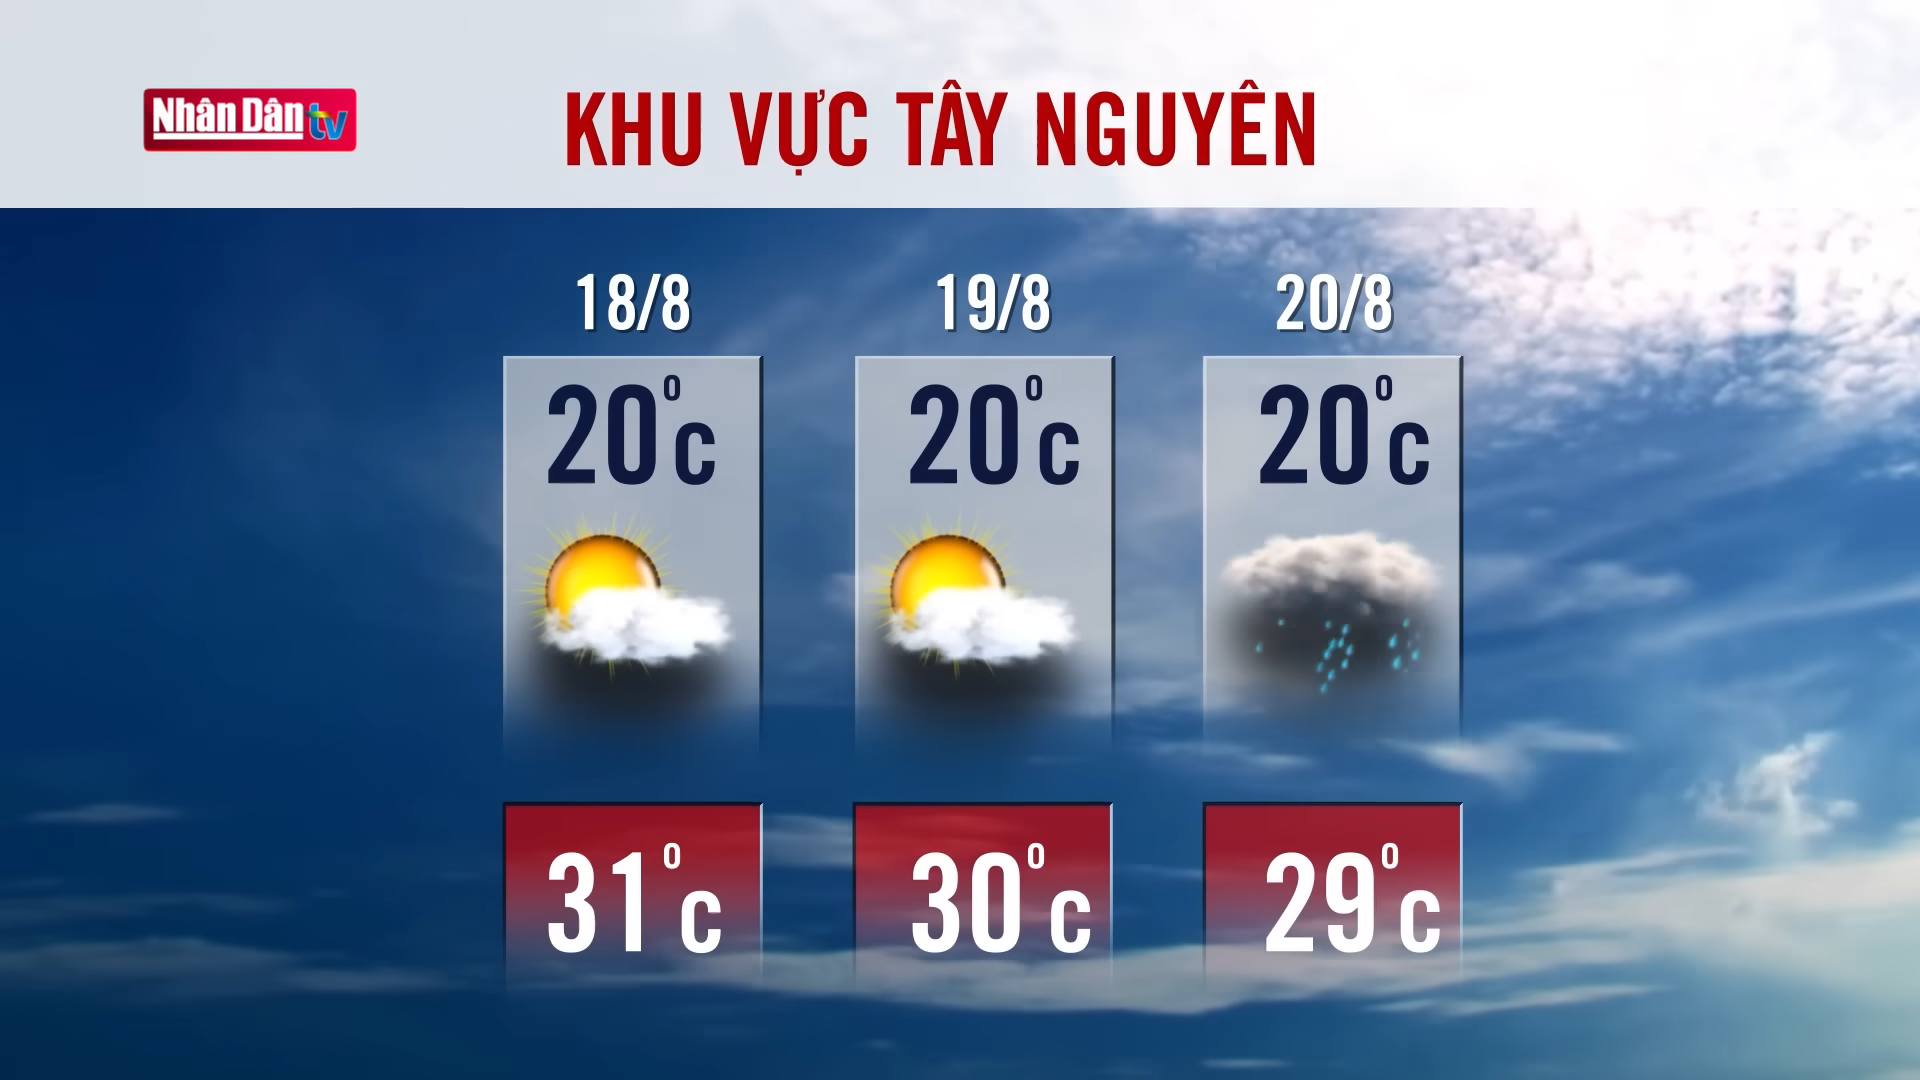 Nhân Dân tv
KHU VỰC TÂY NGUYÊN
18/8 19/8 20/8
20°C 20°C 20°C
31°C 30°C 29°C